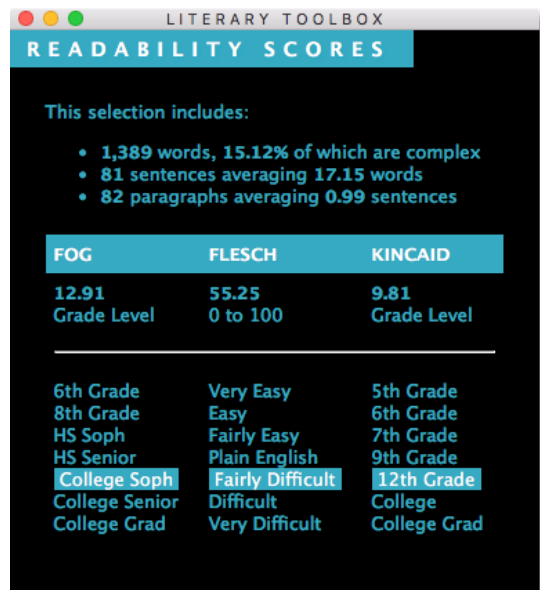 LITERARY TOOLBOX
READABILITY SCORES
This selection includes:
• 1,389 words, 15.12% of which are complex
• 81 sentences averaging 17.15 words
• 82 paragraphs averaging 0.99 sentences
FOG FLESCH KINCAID
12.91 55.25 9.81
Grade Level 0 to 100 Grade Level
6th Grade Very Easy 5th Grade
8th Grade Easy 6th Grade
HS Soph Fairly Easy 7th Grade
HS Senior Plain English 9th Grade
College Soph Fairly Difficult 12th Grade
College Senior Difficult College
College Grad Very Difficult College Grad